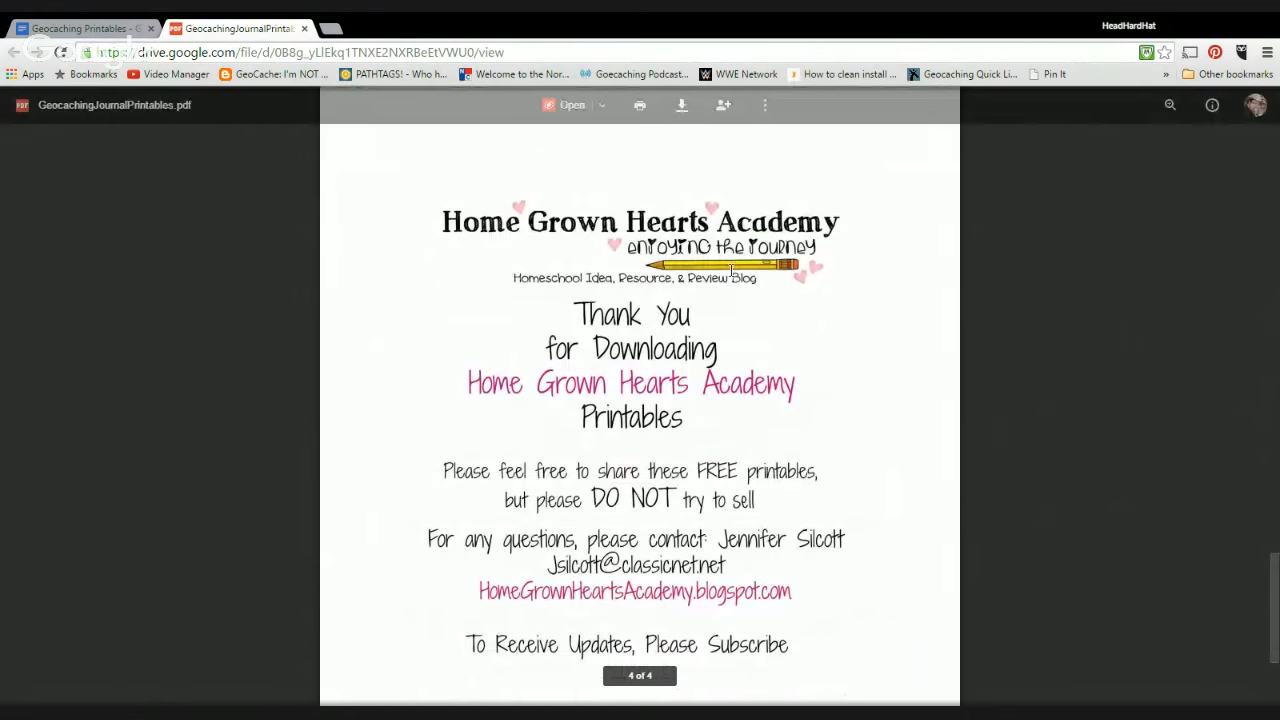 HeadHardHat
Geocaching Printables - G
GeocachingJournalPrintab
https://drive.google.com/file/d/0B8g_yLlEkq1TNXE2NXRBeEtVWU0/view
Apps Bookmarks Video Manager GeoCache: I'm NOT ... PATHTAGS! - Who h... Welcome to the Nor... Goecaching Podcast... WWE Network How to clean install ... Geocaching Quick Li... Pin It » Other bookmarks
GeocachingJournalPrintables.pdf
Open
Home Grown Hearts Academy
enjoying the journey
Homeschool Idea, Resource, & Review Blog
Thank You
for Downloading
Home Grown Hearts Academy
Printables
Please feel free to share these FREE printables,
but please DO NOT try to sell
For any questions, please contact: Jennifer Silcott
Jsilcott@classicnet.net
HomeGrownHeartsAcademy.blogspot.com
To Receive Updates, Please Subscribe
4 of 4